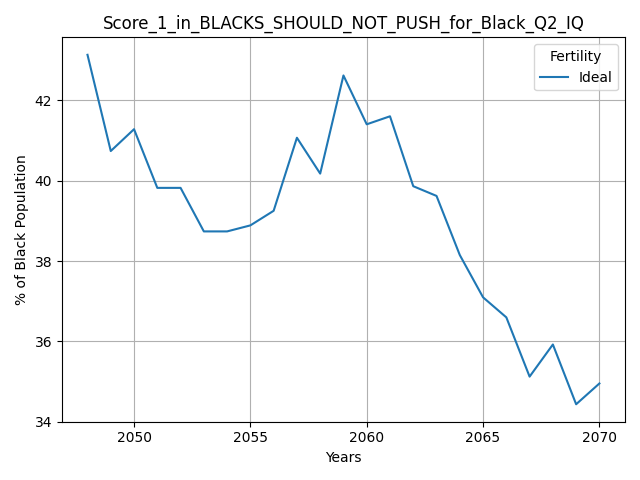 Score_1_in_BLACKS_SHOULD_NOT_PUSH_for_Black_Q2_IQ
Fertility
Ideal
% of Black Population
42
40
38
36
34
2050 2055 2060 2065 2070
Years